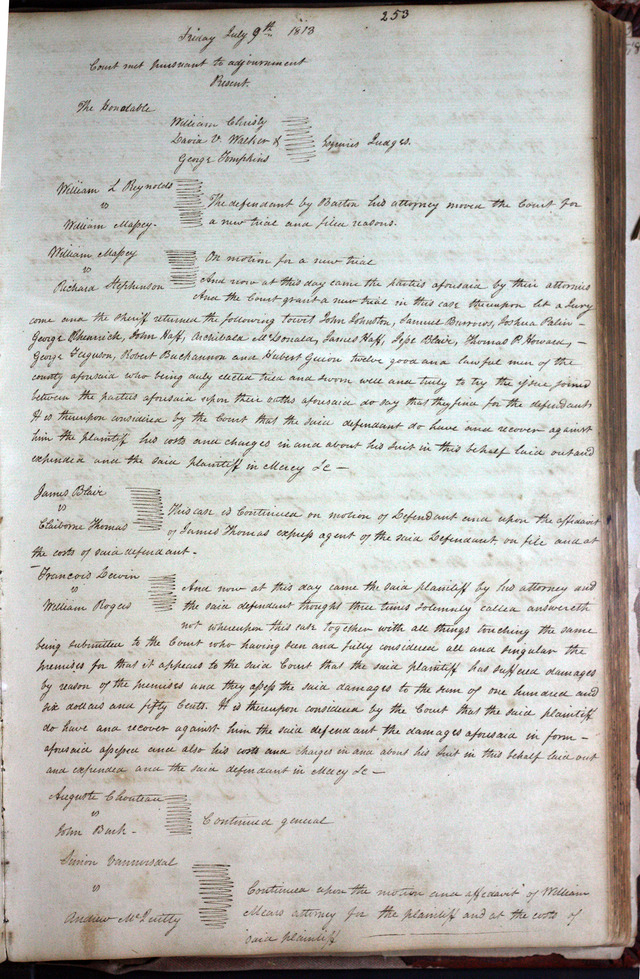 253
Friday July 9th 1813
Court met pursuant to adjournment
Present.
The Honbable
William Christy
David V. Walker & Esquires Judges.
George Tompkins
William L Reynolds
vs
William Massey.
The defendant by Barton his attorney moved the Court for
a new trial and filed reasons.
William Massey
vs
Richard Stephenson
On motion for a new trial
And now at this day came the parties aforesaid by their attornies
And the Court grant a new trial in this case thereupon let a Jury
come and the Sheriff returned the following towit John Johnston, Samuel Burrows, Joshua
George John Haff, Archibald McDonald, James Haff, Blair, Thomas P. Howard,
George Ferguson, Robert Buchannon and Hubert Guion twelve good and lawful men of the
county aforesaid who being duly elected tried and sworn well and truly to try the issue joined
between the parties aforesaid upon their oaths aforesaid do say that they find for the defendant
It is thereupon considered by the Court that the said defendant do have and recover against
him the plaintiff his costs and charges in and about his suit in this behalf laid out and
expended and the said plaintiff in Mercy &c —
James Blair
vs
Claiborne Thomas
This case is Continued on motion of Defendant and upon the affidavit
of James Thomas express agent of the said Defendant on file and at
the costs of said defendant.
Francois
vs
William Rogers
And now at this day came the said plaintiff by his attorney and
the said defendant thought three times solemnly called answereth
not whereupon this case together with all things touching the same
being submitted to the Court who having seen and fully considered all and singular the
premises for that it appears to the said Court that the said plaintiff has suffered damages
by reason of the premises and they assess the said damages to the sum of one hundred and
six dollars and fifty Cents. It is thereupon considered by the Court that the said plaintiff
do have and recover against him the said defendant the damages aforesaid in form —
aforesaid assessed and also his costs and charges in and about his suit in this behalf laid out
and expended and the said defendant in Mercy &c —
Auguste Chouteau
vs
John Back.
Continued general
Simon Vannorsdal
vs
Andrew
Continued upon the motion and affedavit of William
Mears attorney for the plaintiff and at the costs of
said plaintiff